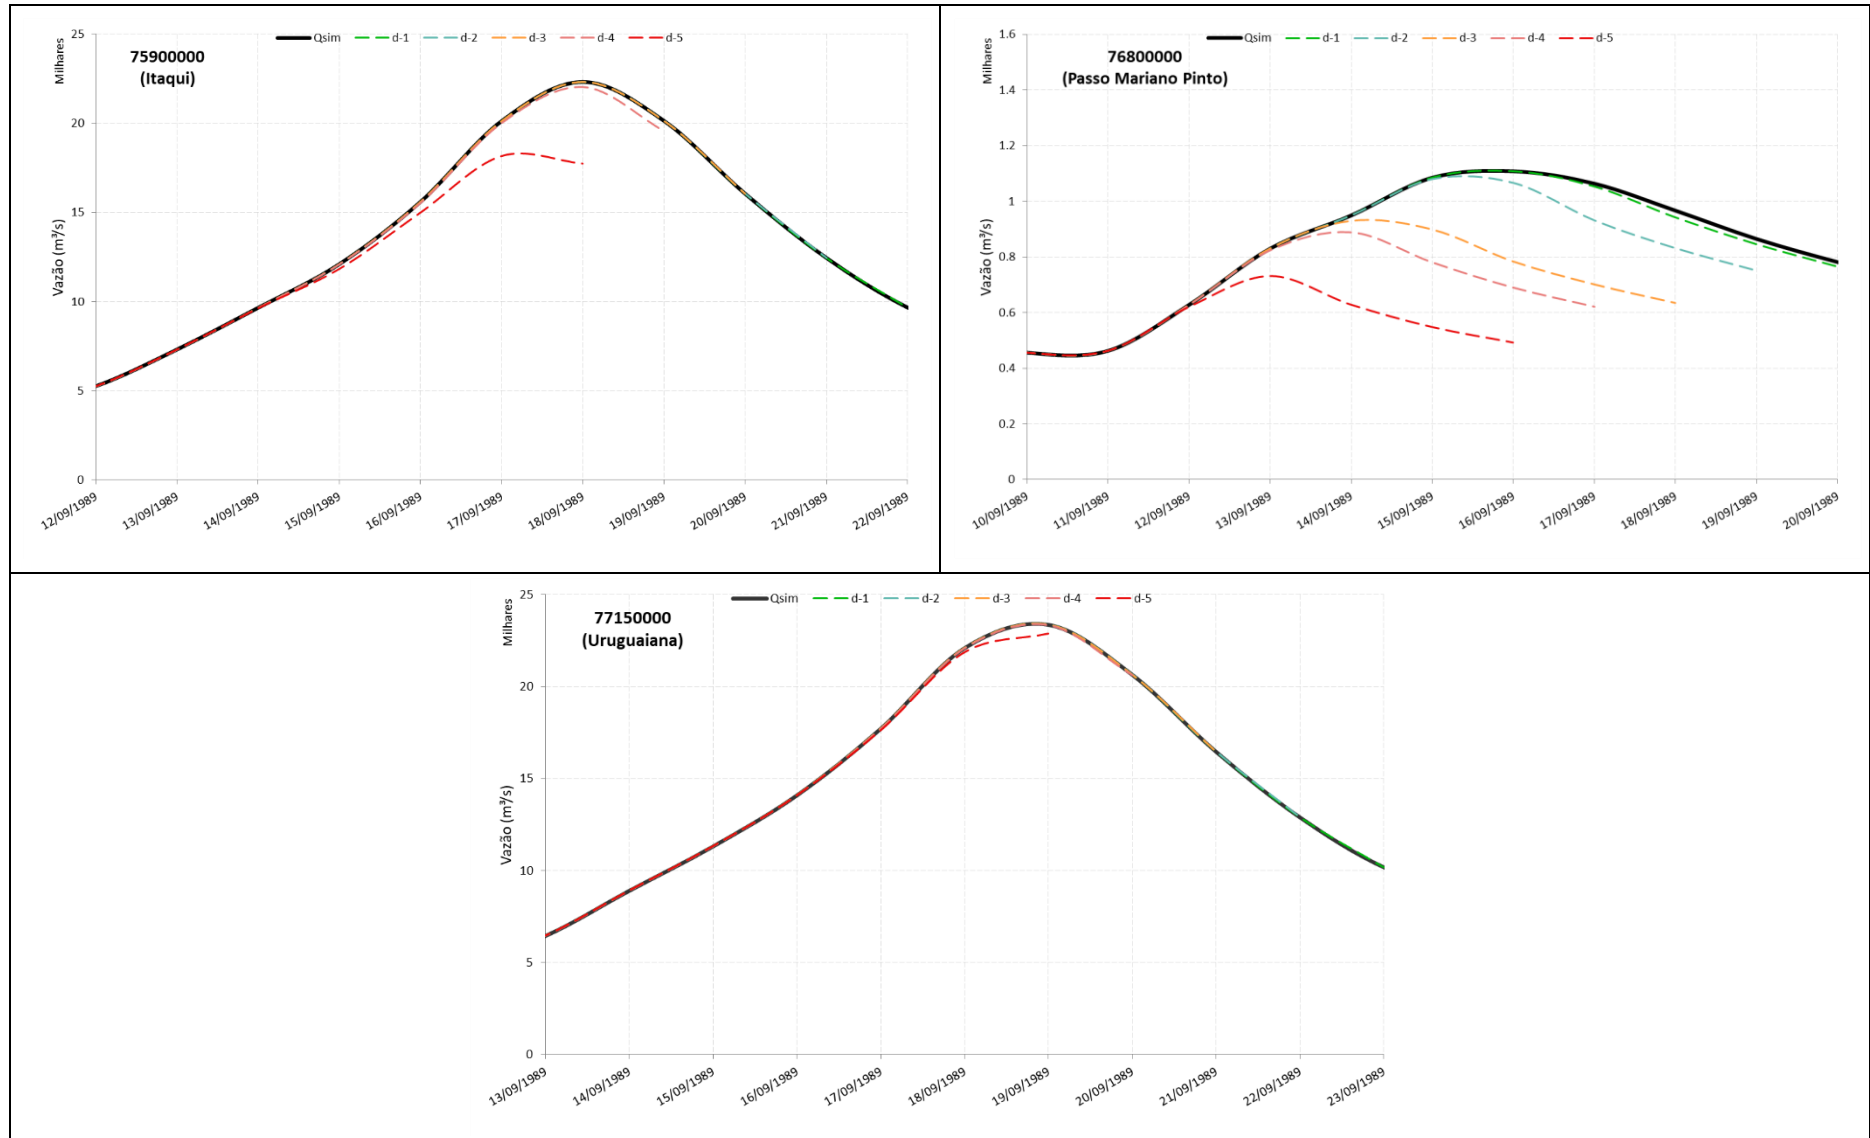 25
20
15
10
5
0
Milhares
Vazão (m³/s)
75900000
(Itaqui)
Qsim d-1 d-2 d-3 d-4 d-5
12/09/1989 13/09/1989 14/09/1989 15/09/1989 16/09/1989 17/09/1989 18/09/1989 19/09/1989 20/09/1989 21/09/1989 22/09/1989
1.6
1.4
1.2
1
0.8
0.6
0.4
0.2
0
Milhares
Vazão (m³/s)
76800000
(Passo Mariano Pinto)
Qsim d-1 d-2 d-3 d-4 d-5
10/09/1989 11/09/1989 12/09/1989 13/09/1989 14/09/1989 15/09/1989 16/09/1989 17/09/1989 18/09/1989 19/09/1989 20/09/1989
25
20
15
10
5
0
Milhares
Vazão (m³/s)
77150000
(Uruguaiana)
Qsim d-1 d-2 d-3 d-4 d-5
13/09/1989 14/09/1989 15/09/1989 16/09/1989 17/09/1989 18/09/1989 19/09/1989 20/09/1989 21/09/1989 22/09/1989 23/09/1989